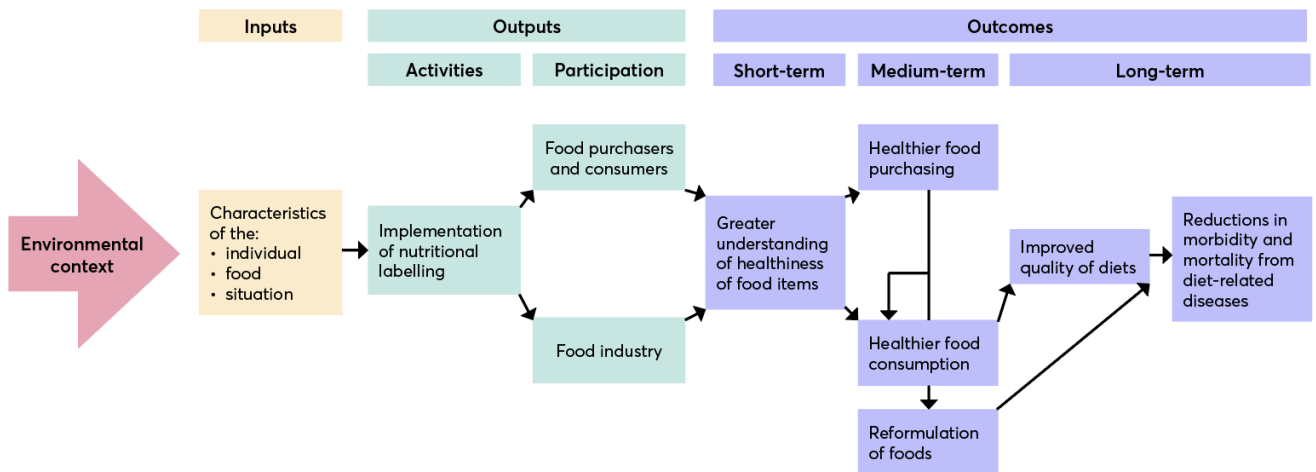 Inputs
Outputs
Outcomes
Activities
Participation
Short-term
Medium-term
Long-term
Environmental
context
Characteristics
of the:
• individual
• food
• situation
Implementation
of nutritional
labelling
Food purchasers
and consumers
Food industry
Greater
understanding
of healthiness
of food items
Healthier food
purchasing
Healthier food
consumption
Reformulation
of foods
Improved
quality of diets
Reductions in
morbidity and
mortality from
diet-related
diseases